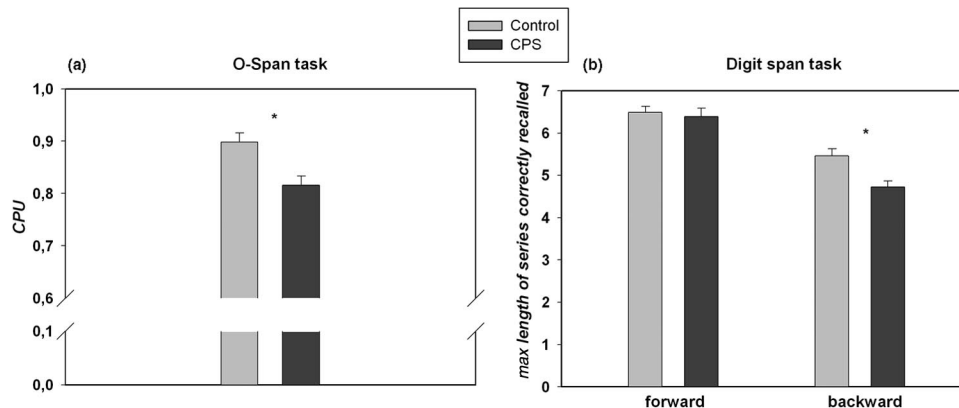 Control
CPS
(a)
O-Span task
1,0
0,9
0,8
0,7
0,6
0,1
0,0
CPU
*
(b)
Digit span task
7
6
5
4
3
2
1
0
max length of series correctly recalled
*
forward
backward